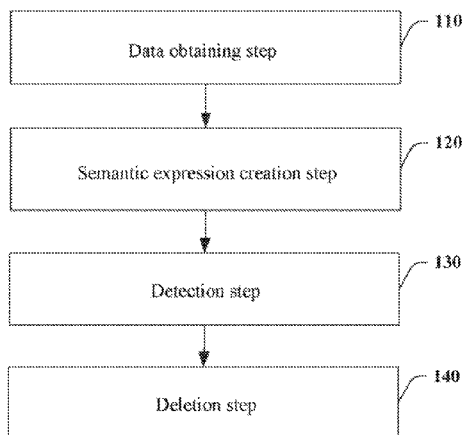 110
Data obtaining step
120
Semantic expression creation step
130
Detection step
140
Deletion step